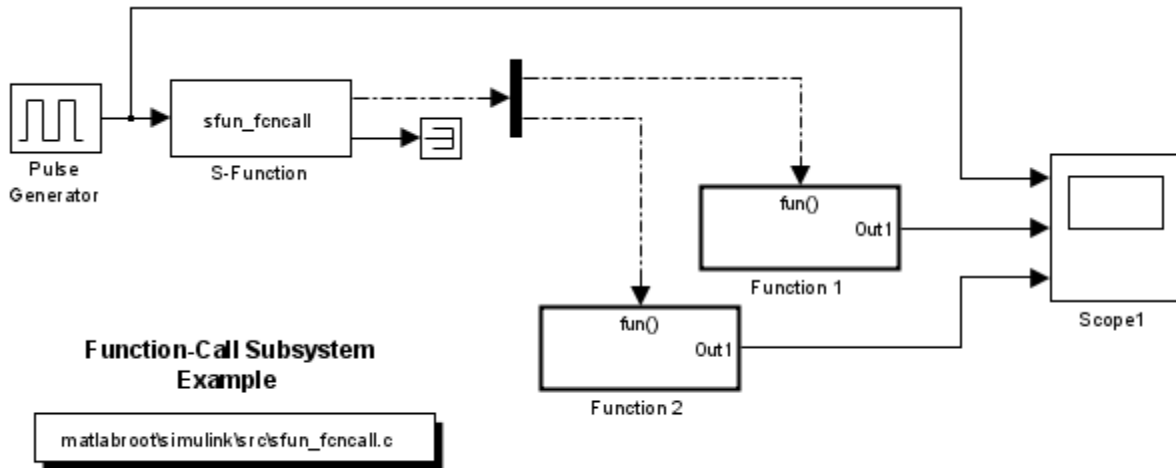 sfun_fcncall
S-Function
Pulse
Generator
fun()
Out1
Function 1
fun()
Out1
Function 2
Scope1
Function-Call Subsystem
Example
matlabroot\simulink\src\sfun_fcncall.c